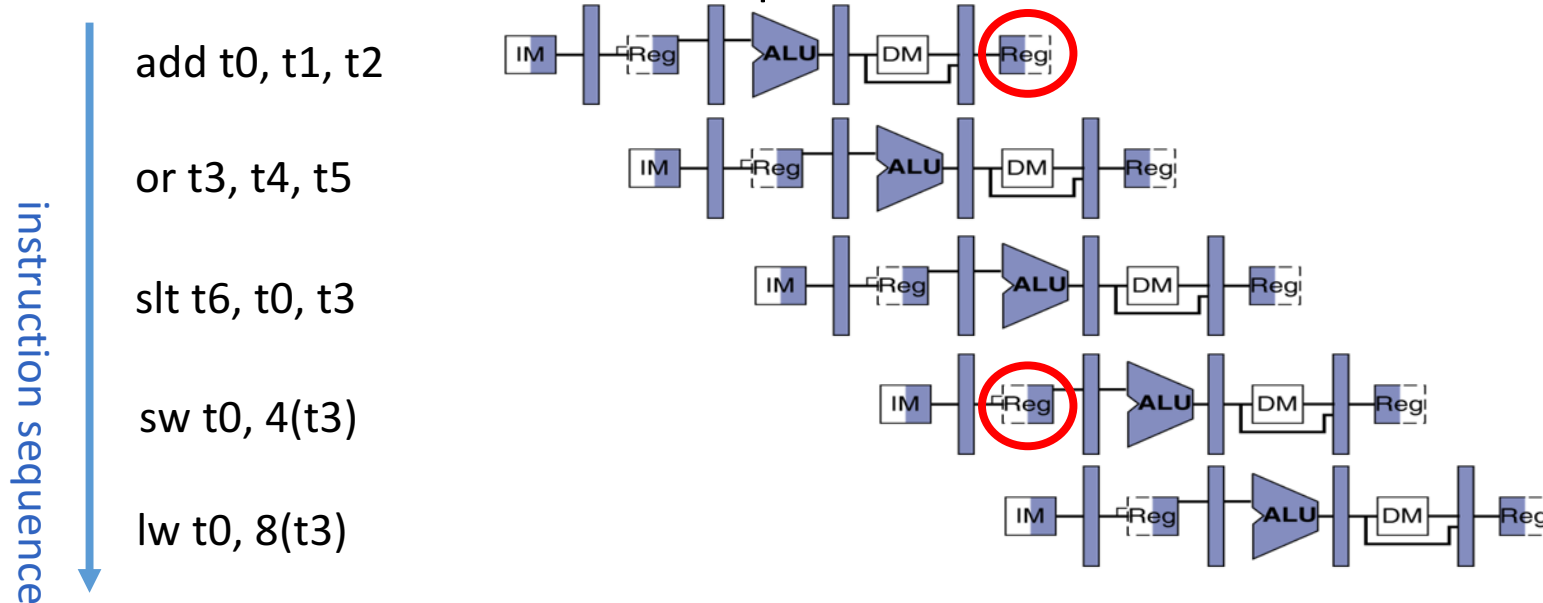 instruction sequence
add t0, t1, t2
IM Reg ALU DM Reg
or t3, t4, t5
IM Reg ALU DM Reg
slt t6, t0, t3
IM Reg ALU DM Reg
sw t0, 4(t3)
IM Reg ALU DM Reg
lw t0, 8(t3)
IM Reg ALU DM Reg